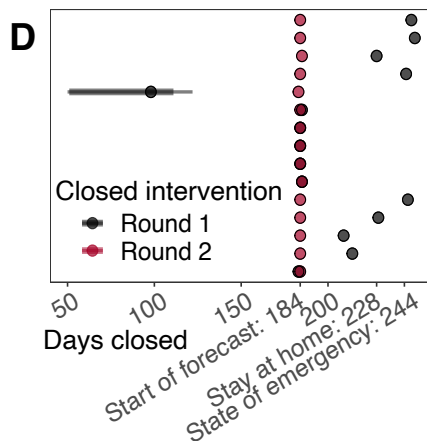 D
Closed intervention
Round 1
Round 2
50
100
150
Start of forecast: 184
200
Stay at home: 228
State of emergency: 244
Days closed